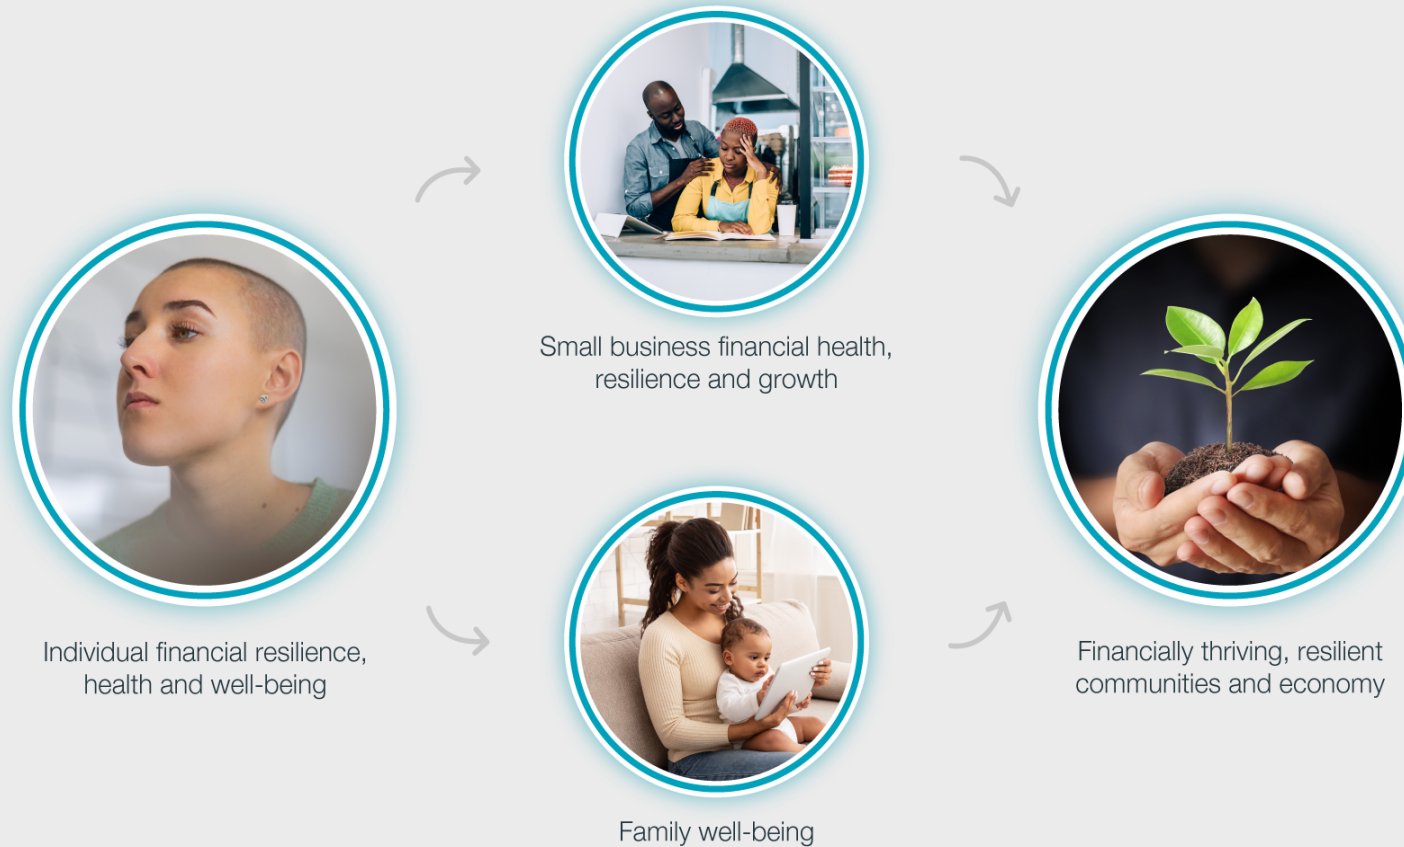 Small business financial health,
resilience and growth
Individual financial resilience,
health and well-being
Financially thriving, resilient
communities and economy
Family well-being